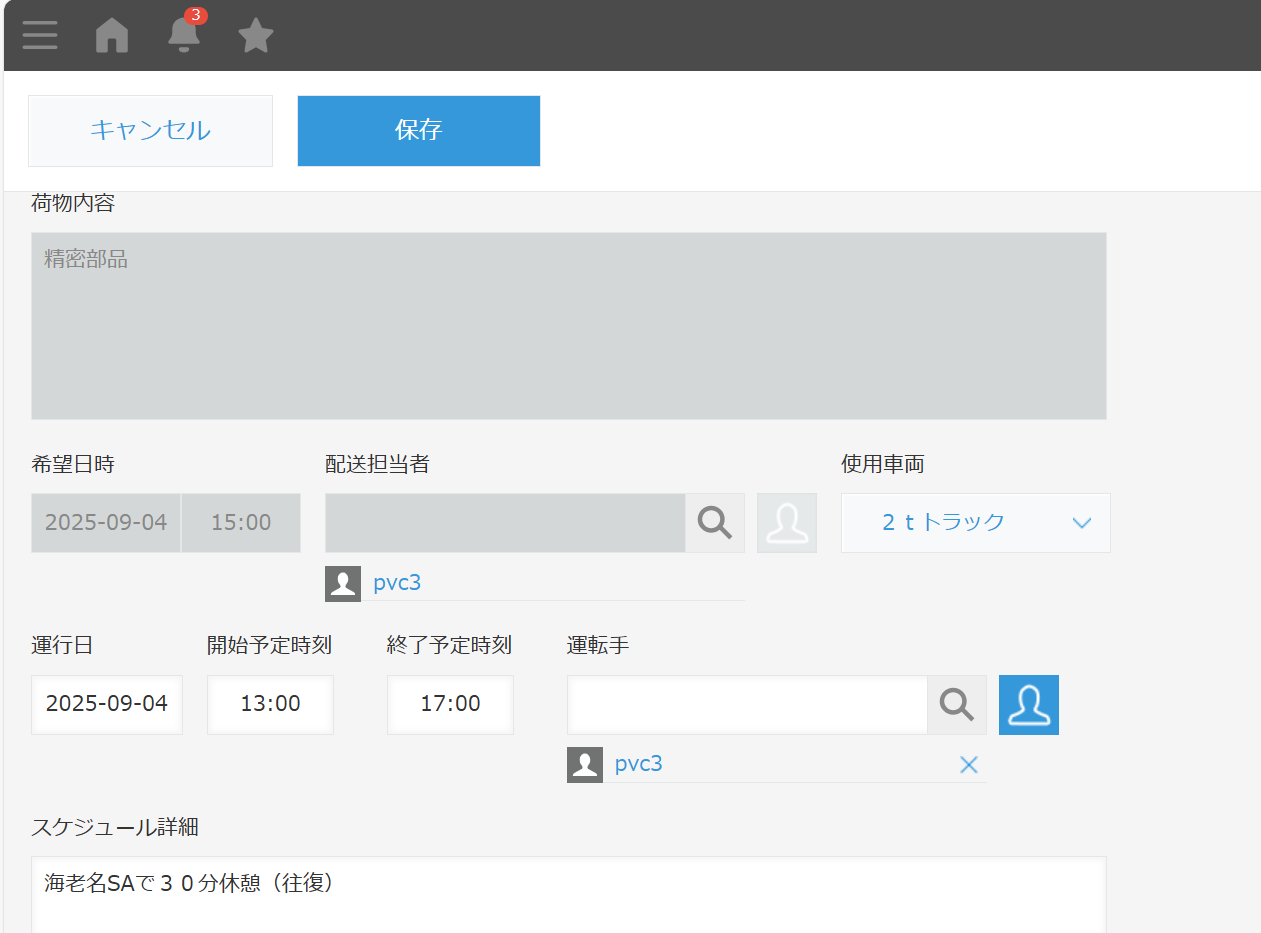 3
キャンセル
保存
荷物内容
精密部品
希望日時
配送担当者
使用車両
2025-09-04
15:00
２ｔトラック
pvc3
運行日
開始予定時刻
終了予定時刻
運転手
2025-09-04
13:00
17:00
pvc3
スケジュール詳細
海老名SAで３０分休憩（往復）